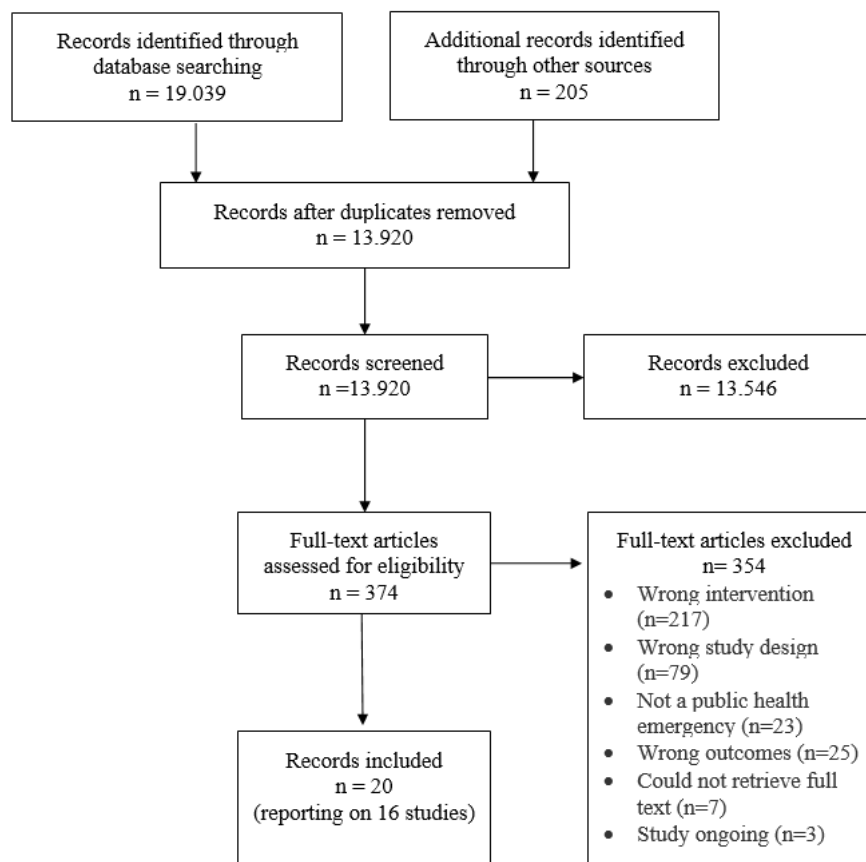 Records identified through
database searching
n = 19.039
Additional records identified
through other sources
n = 205
Records after duplicates removed
n = 13.920
Records screened
n =13.920
Records excluded
n = 13.546
Full-text articles
assessed for eligibility
n = 374
Full-text articles excluded
n= 354
• Wrong intervention
(n=217)
• Wrong study design
(n=79)
• Not a public health
emergency (n=23)
• Wrong outcomes (n=25)
• Could not retrieve full
text (n=7)
• Study ongoing (n=3)
Records included
n = 20
(reporting on 16 studies)